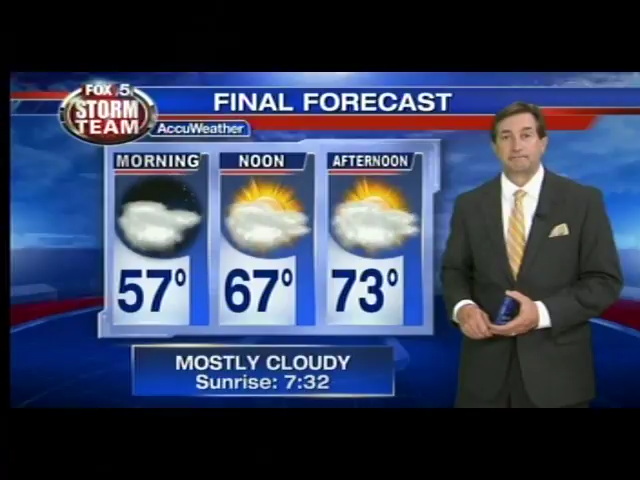 FOX 5
STORM
TEAM
AccuWeather
FINAL FORECAST
MORNING
NOON
AFTERNOON
57°
67°
73°
MOSTLY CLOUDY
Sunrise: 7:32